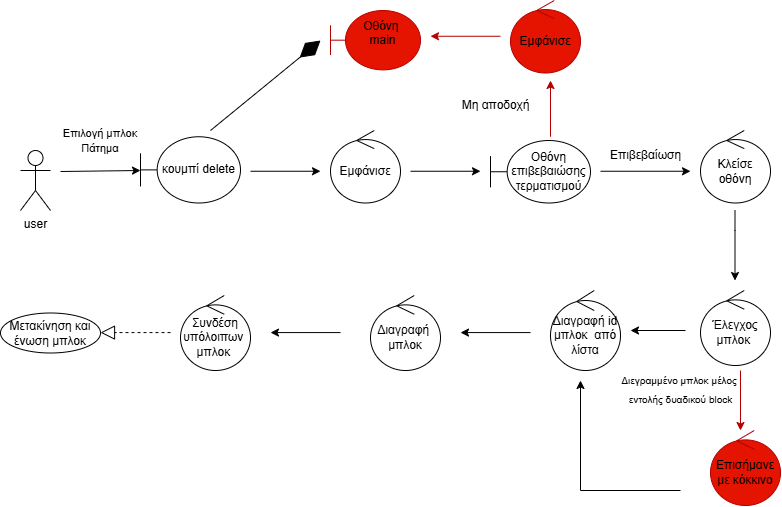 Οθόνη
main
Εμφάνισε
Μη αποδοχή
Επιλογή μπλοκ
Πάτημα
user
κουμπί delete
Εμφάνισε
Οθόνη
επιβεβαίωσης
τερματισμού
Επιβεβαίωση
Κλείσε
οθόνη
Μετακίνηση και
ένωση μπλοκ
Συνδέση
υπόλοιπων
μπλοκ
Διαγραφή
μπλοκ
Διαγραφή id
μπλοκ από
λίστα
Έλεγχος
μπλοκ
Διεγραμμένο μπλοκ μέλος
εντολής δυαδικού block
Επισήμανε
με κόκκινο